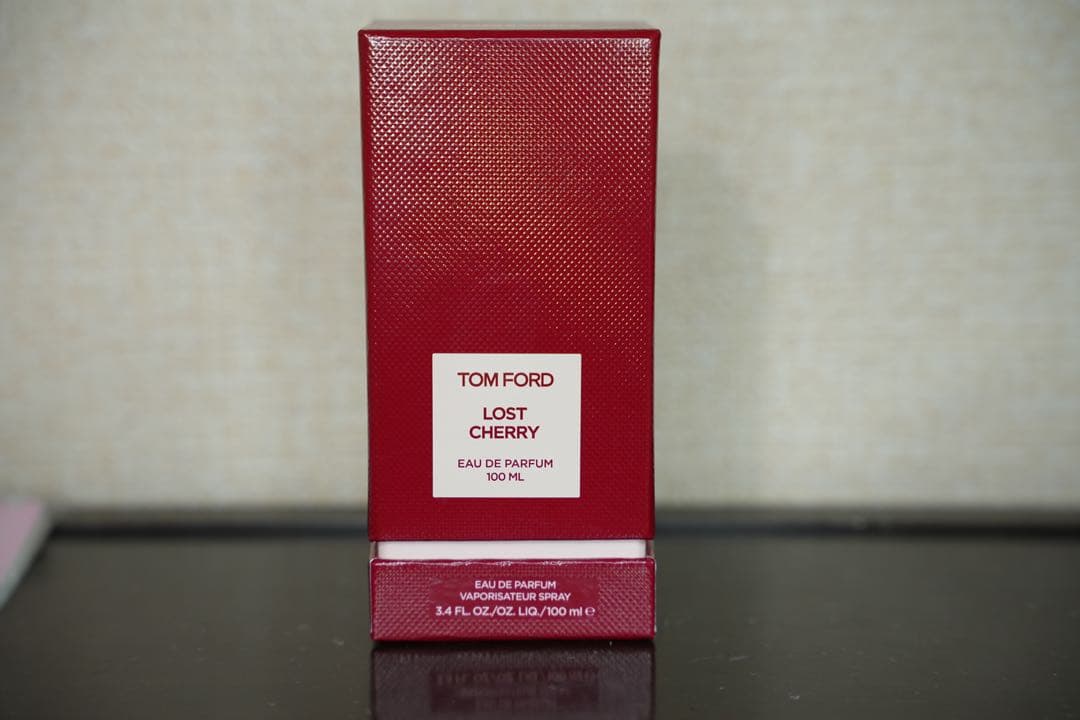 TOM FORD
LOST
CHERRY
EAU DE PARFUM
100 ML
EAU DE PARFUM
VAPORISATEUR SPRAY
3.4 FL. OZ./OZ. LIQ./100 ml ℮